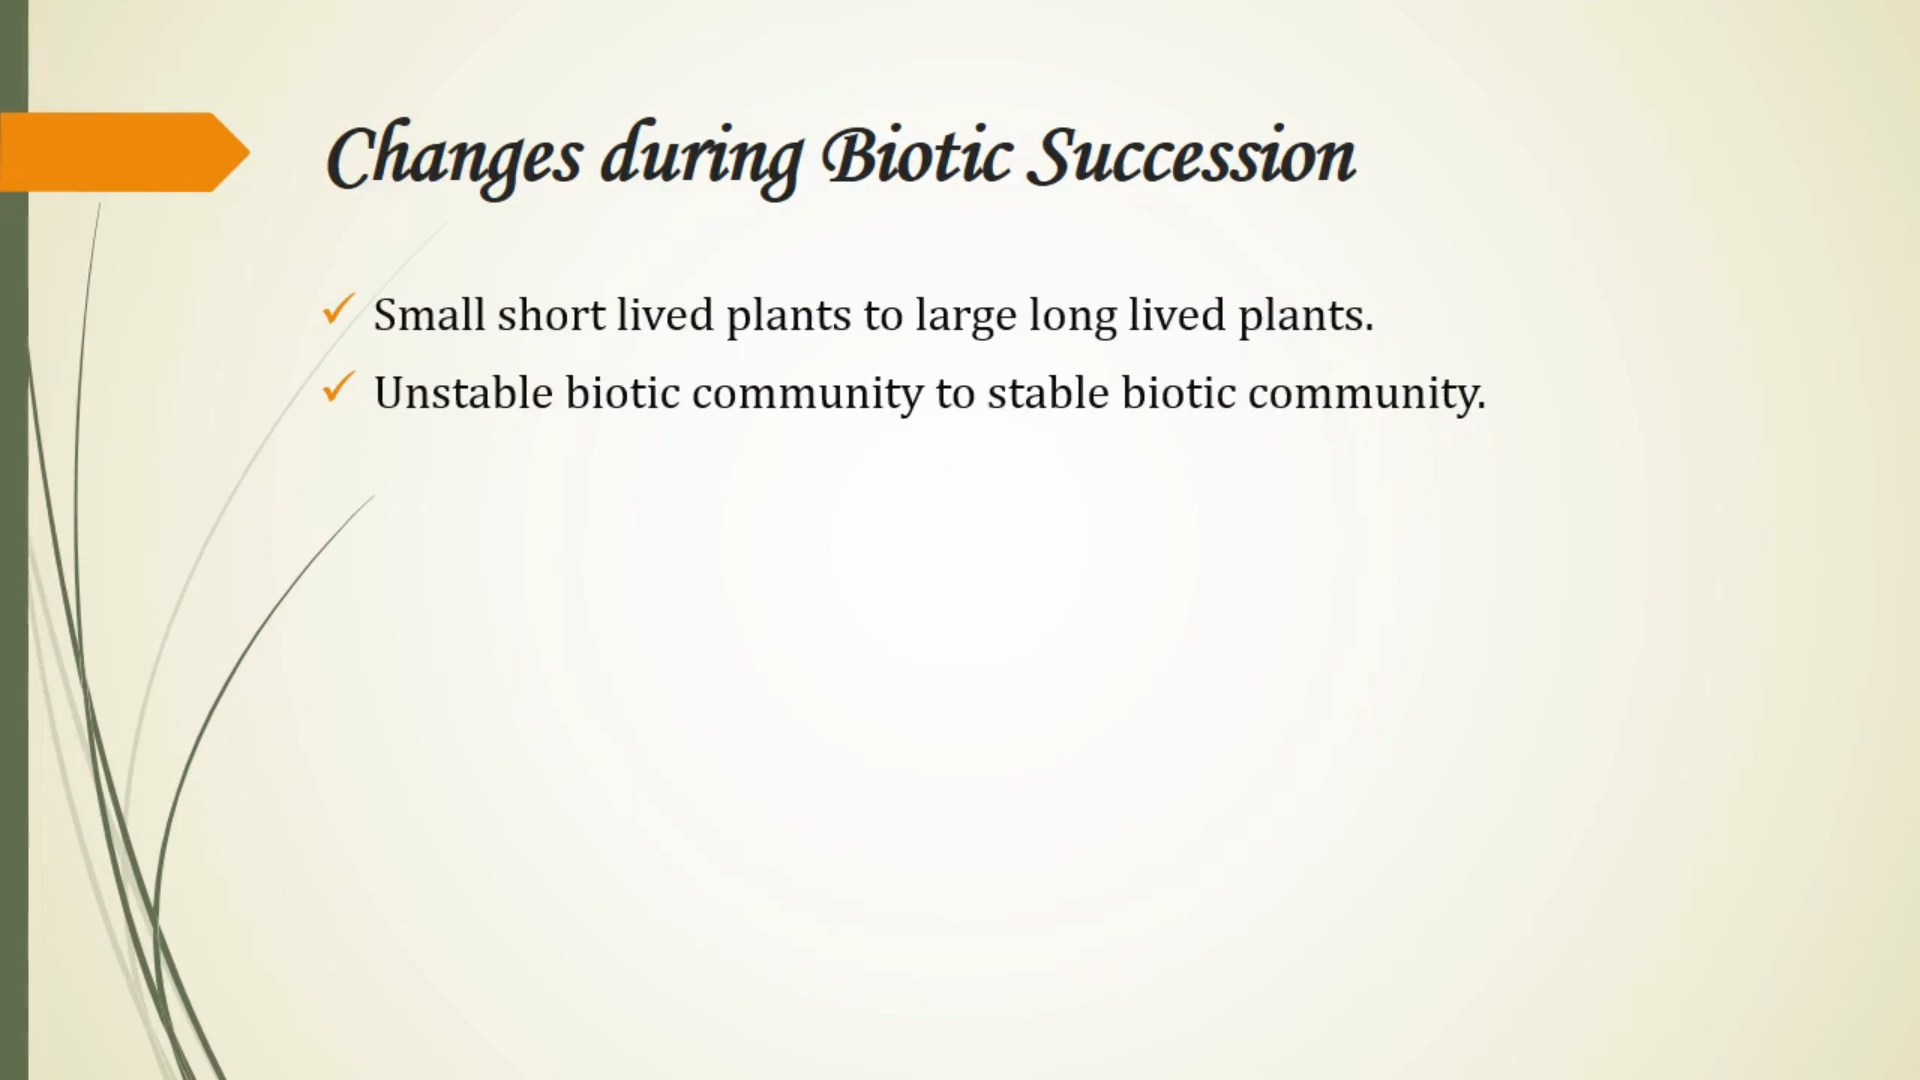 Changes during Biotic Succession
Small short lived plants to large long lived plants.
Unstable biotic community to stable biotic community.